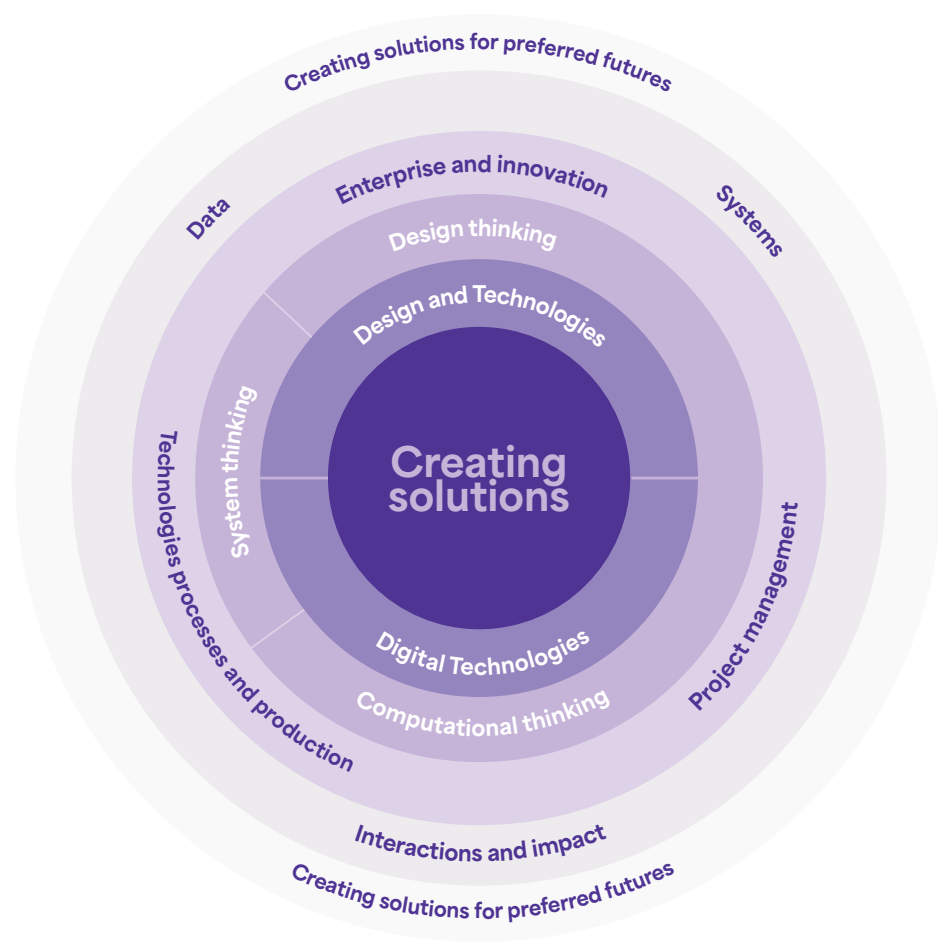 Creating solutions for preferred futures
Data
Systems
Enterprise and innovation
Design thinking
Design and Technologies
System thinking
Creating
solutions
Technologies processes and production
Project management
Digital Technologies
Computational thinking
Interactions and impact
Creating solutions for preferred futures